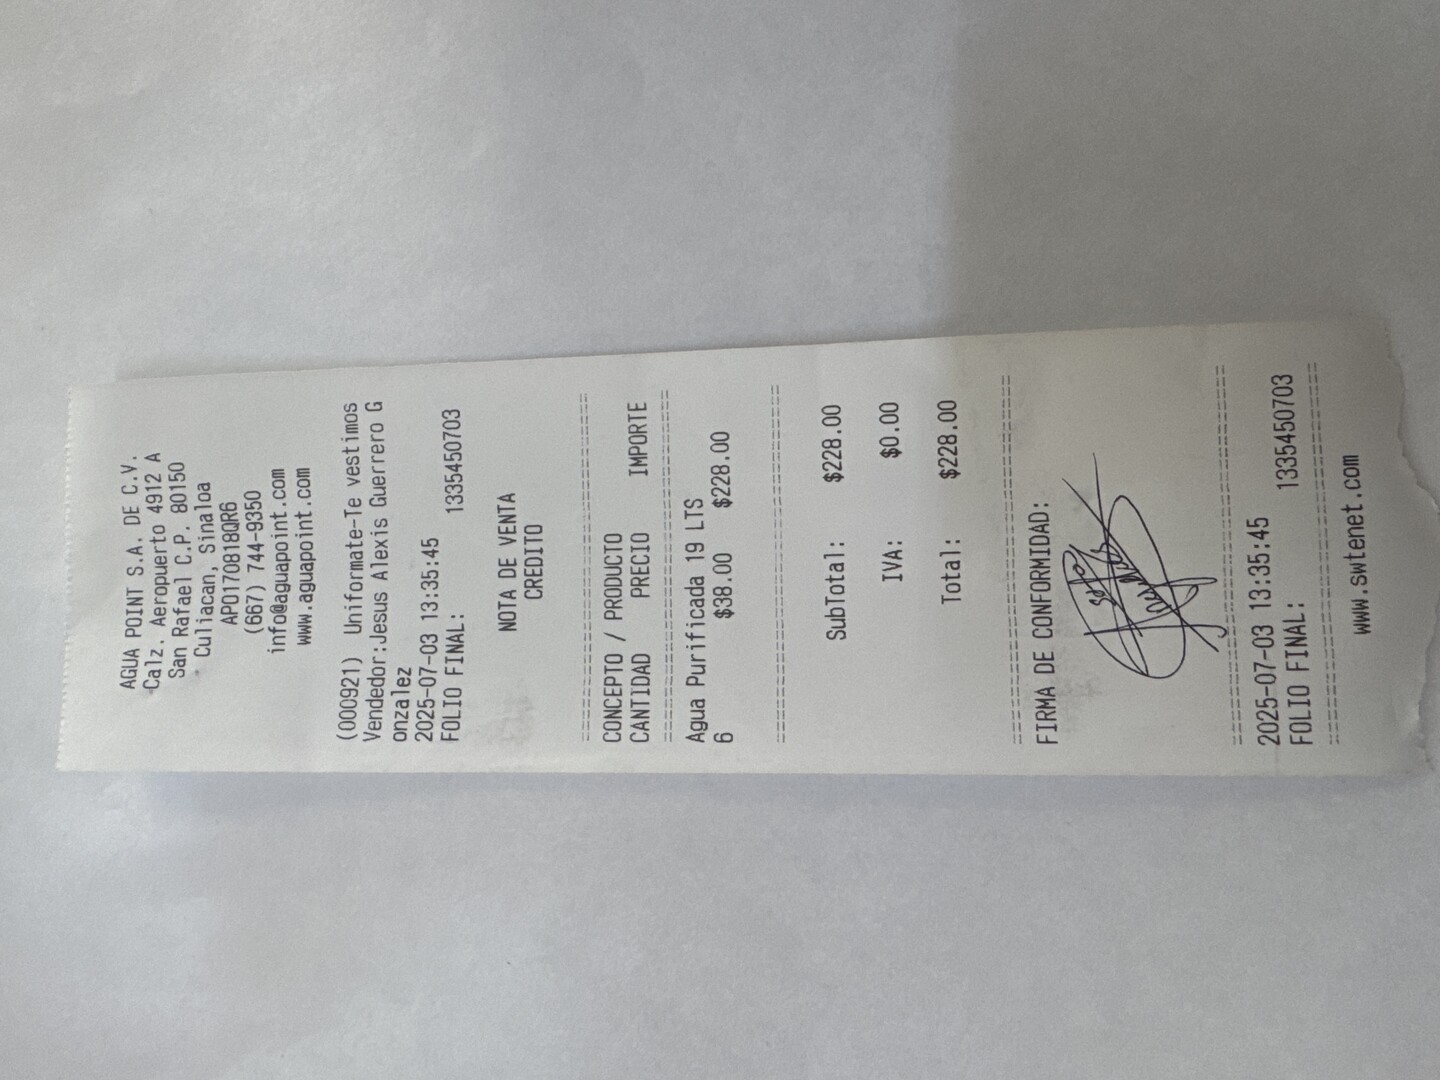 AGUA POINT S.A. DE C.V.
Calz. Aeropuerto 4912 A
San Rafael C.P. 80150
Culiacan, Sinaloa
APO170818QR6
(667) 744-9350
info@aguapoint.com
www.aguapoint.com
(000921) Uniformate-Te vestimos
Vendedor:Jesus Alexis Guerrero G
onzalez
2025-07-03 13:35:45
FOLIO FINAL: 1335450703
NOTA DE VENTA
CREDITO
================================
CONCEPTO / PRODUCTO
CANTIDAD PRECIO IMPORTE
================================
Agua Purificada 19 LTS
6 $38.00 $228.00
================================
SubTotal: $228.00
IVA: $0.00
Total: $228.00
================================
FIRMA DE CONFORMIDAD:
================================
2025-07-03 13:35:45
FOLIO FINAL: 1335450703
================================
www.swtenet.com